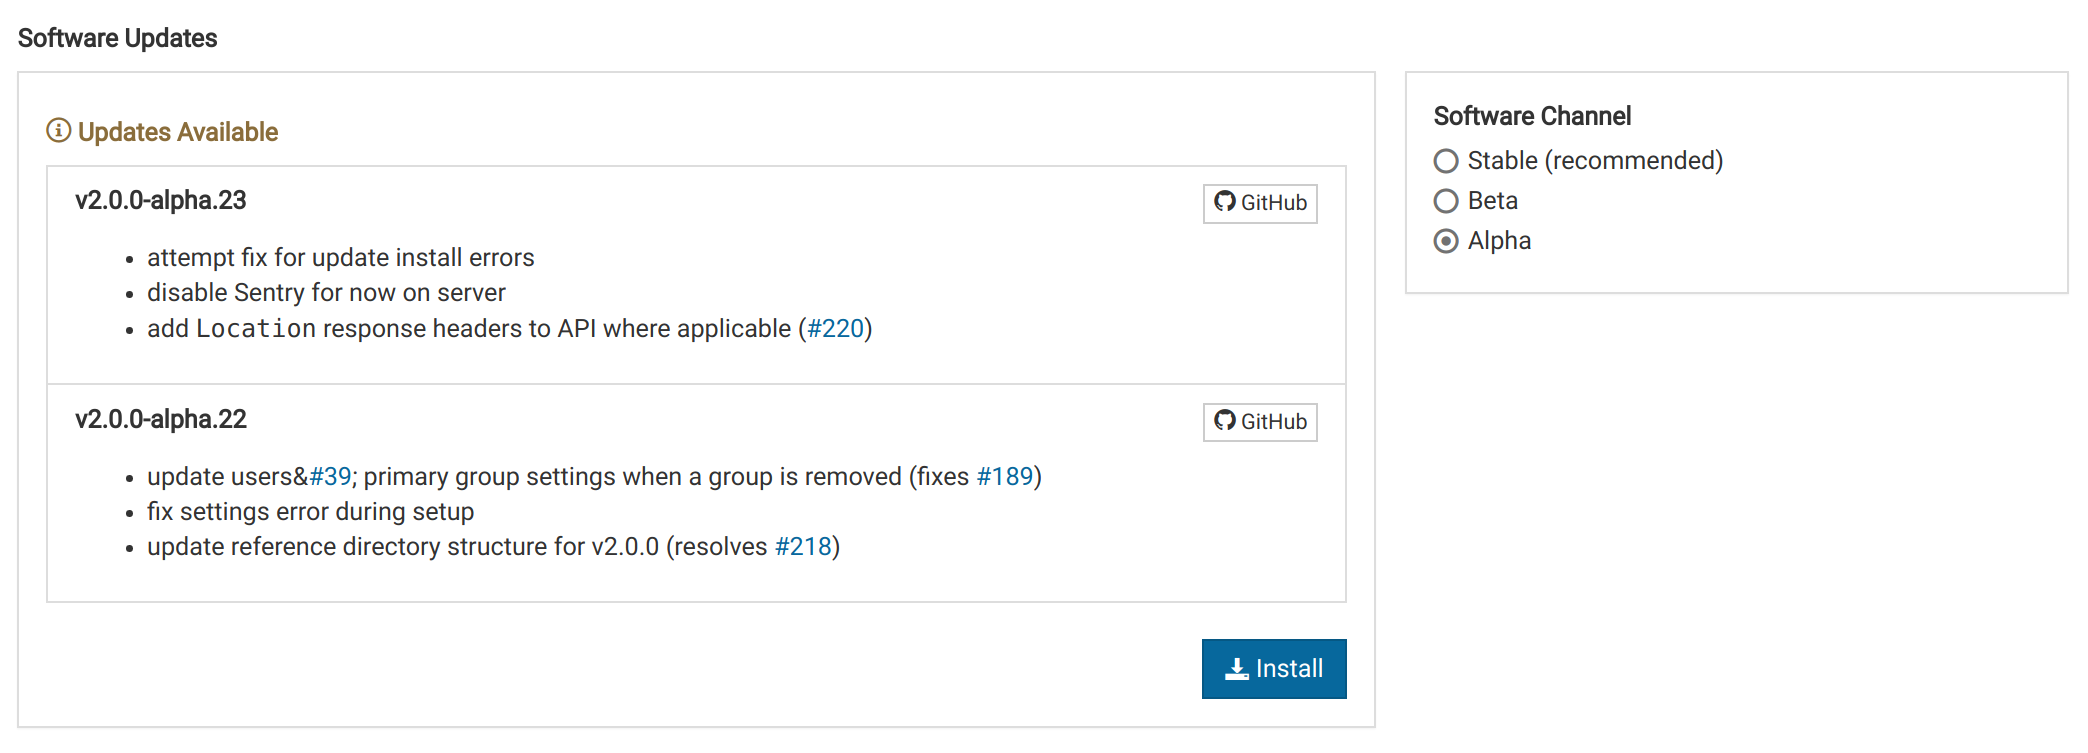 Software Updates
Updates Available
v2.0.0-alpha.23
GitHub
• attempt fix for update install errors
• disable Sentry for now on server
• add Location response headers to API where applicable (#220)
v2.0.0-alpha.22
GitHub
• update users&#39; primary group settings when a group is removed (fixes #189)
• fix settings error during setup
• update reference directory structure for v2.0.0 (resolves #218)
Install
Software Channel
Stable (recommended)
Beta
Alpha